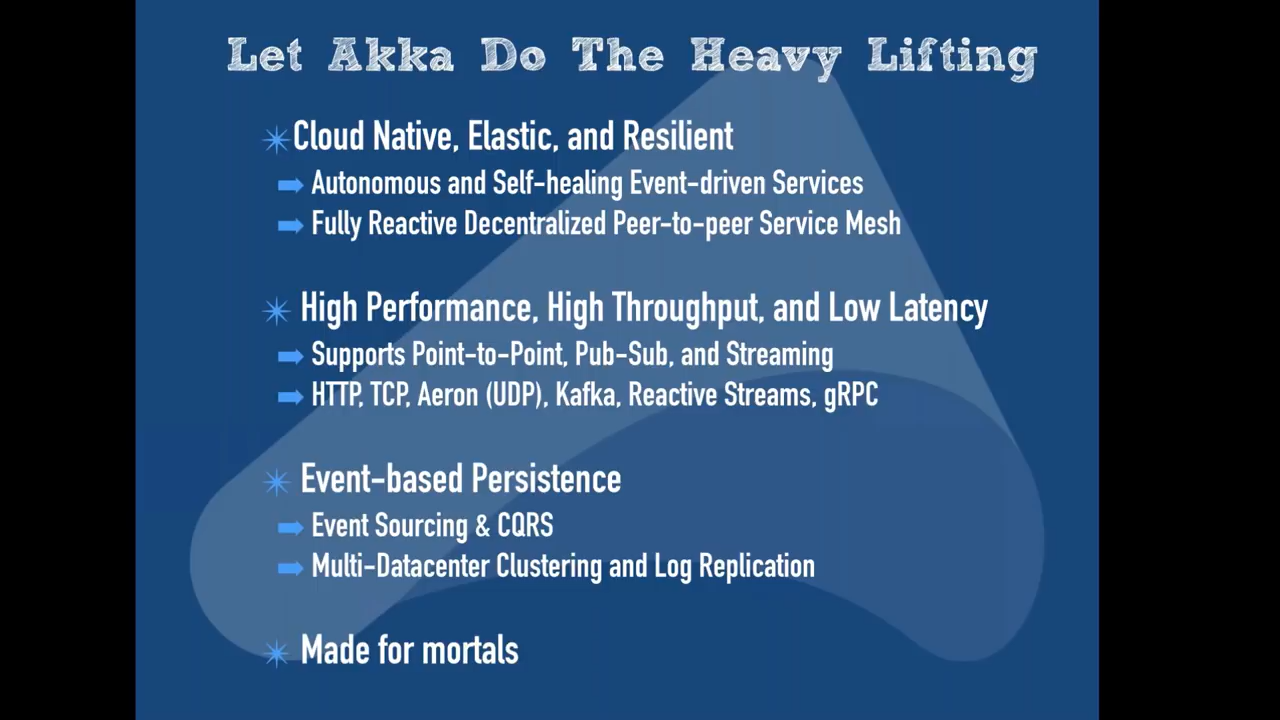 Let Akka Do The Heavy Lifting
Cloud Native, Elastic, and Resilient
Autonomous and Self-healing Event-driven Services
Fully Reactive Decentralized Peer-to-peer Service Mesh
High Performance, High Throughput, and Low Latency
Supports Point-to-Point, Pub-Sub, and Streaming
HTTP, TCP, Aeron (UDP), Kafka, Reactive Streams, gRPC
Event-based Persistence
Event Sourcing & CQRS
Multi-Datacenter Clustering and Log Replication
Made for mortals